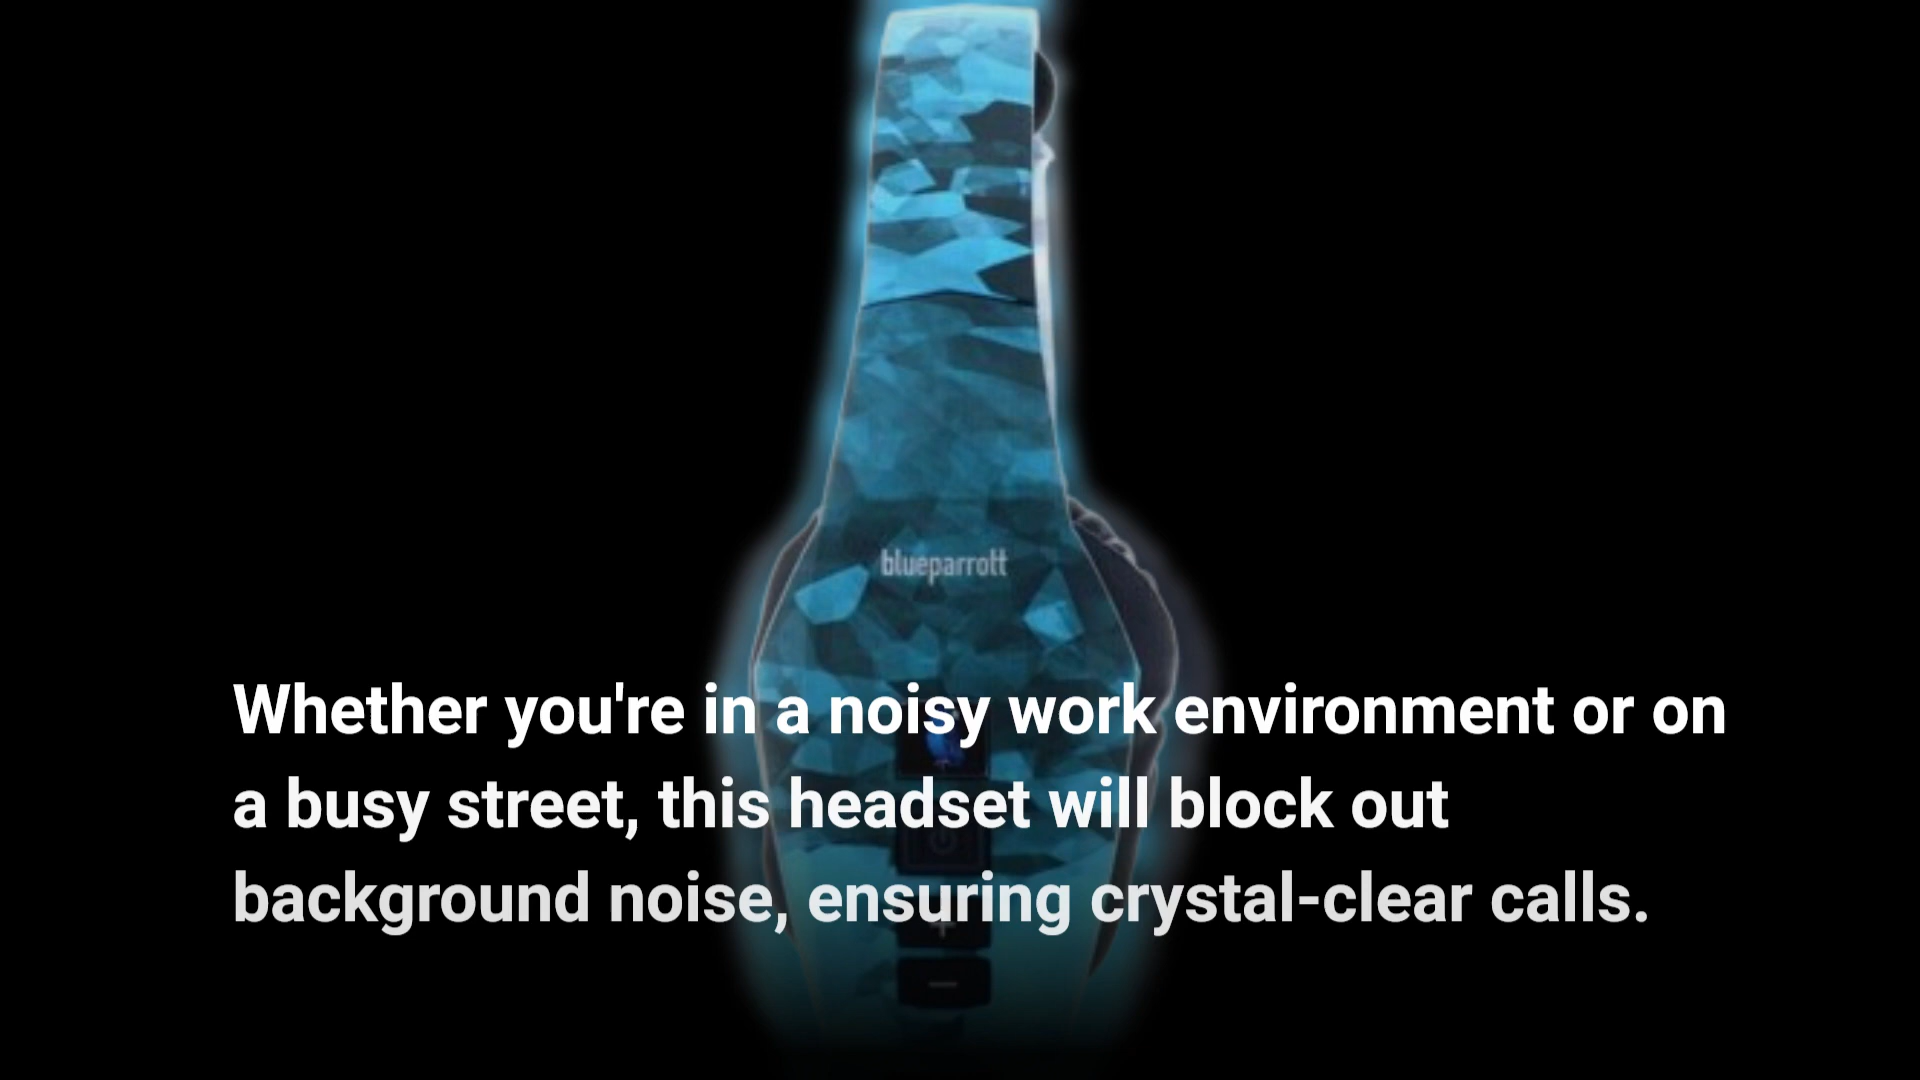 blueparrott
Whether you're in a noisy work environment or on
a busy street, this headset will block out
background noise, ensuring crystal-clear calls.